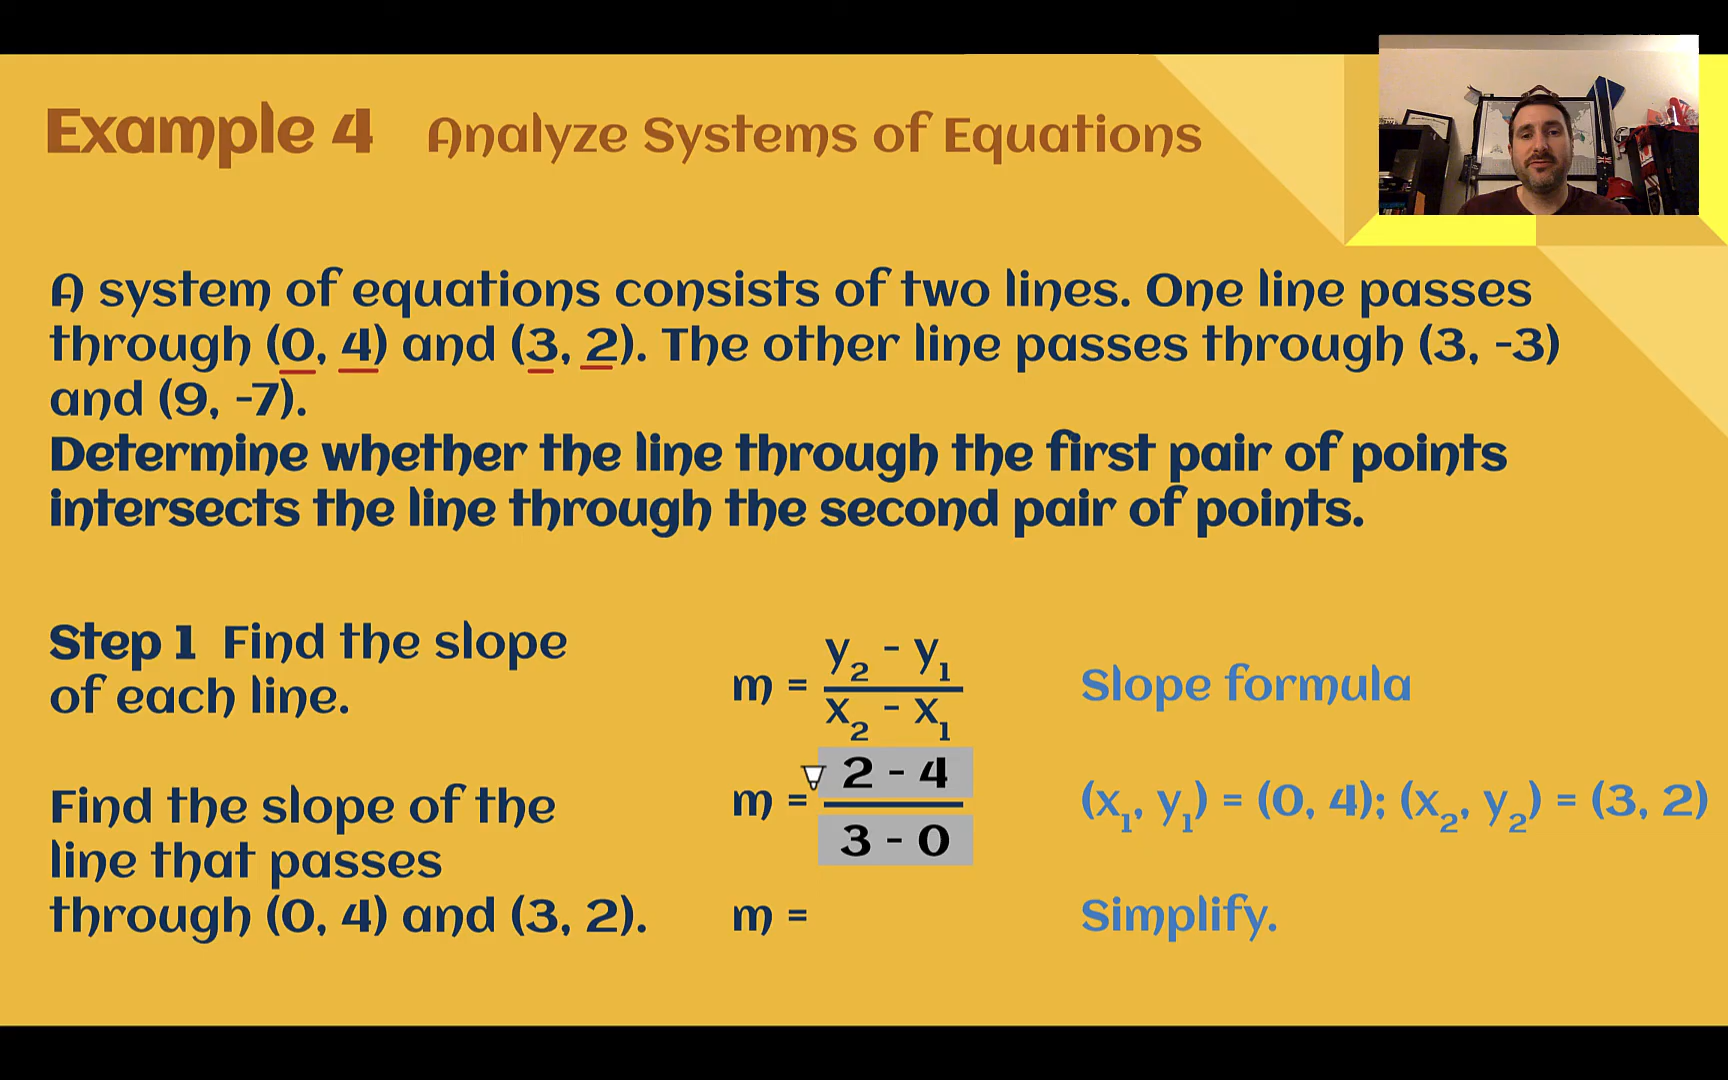 Example 4 Analyze Systems of Equations
A system of equations consists of two lines. One line passes
through (0, 4) and (3, 2). The other line passes through (3, -3)
and (9, -7).
Determine whether the line through the first pair of points
intersects the line through the second pair of points.
Step 1 Find the slope
of each line.
m = y₂ - y₁ / x₂ - x₁
Slope formula
Find the slope of the
line that passes
through (0, 4) and (3, 2).
m = 2 - 4 / 3 - 0
(x₁, y₁) = (0, 4); (x₂, y₂) = (3, 2)
m =
Simplify.